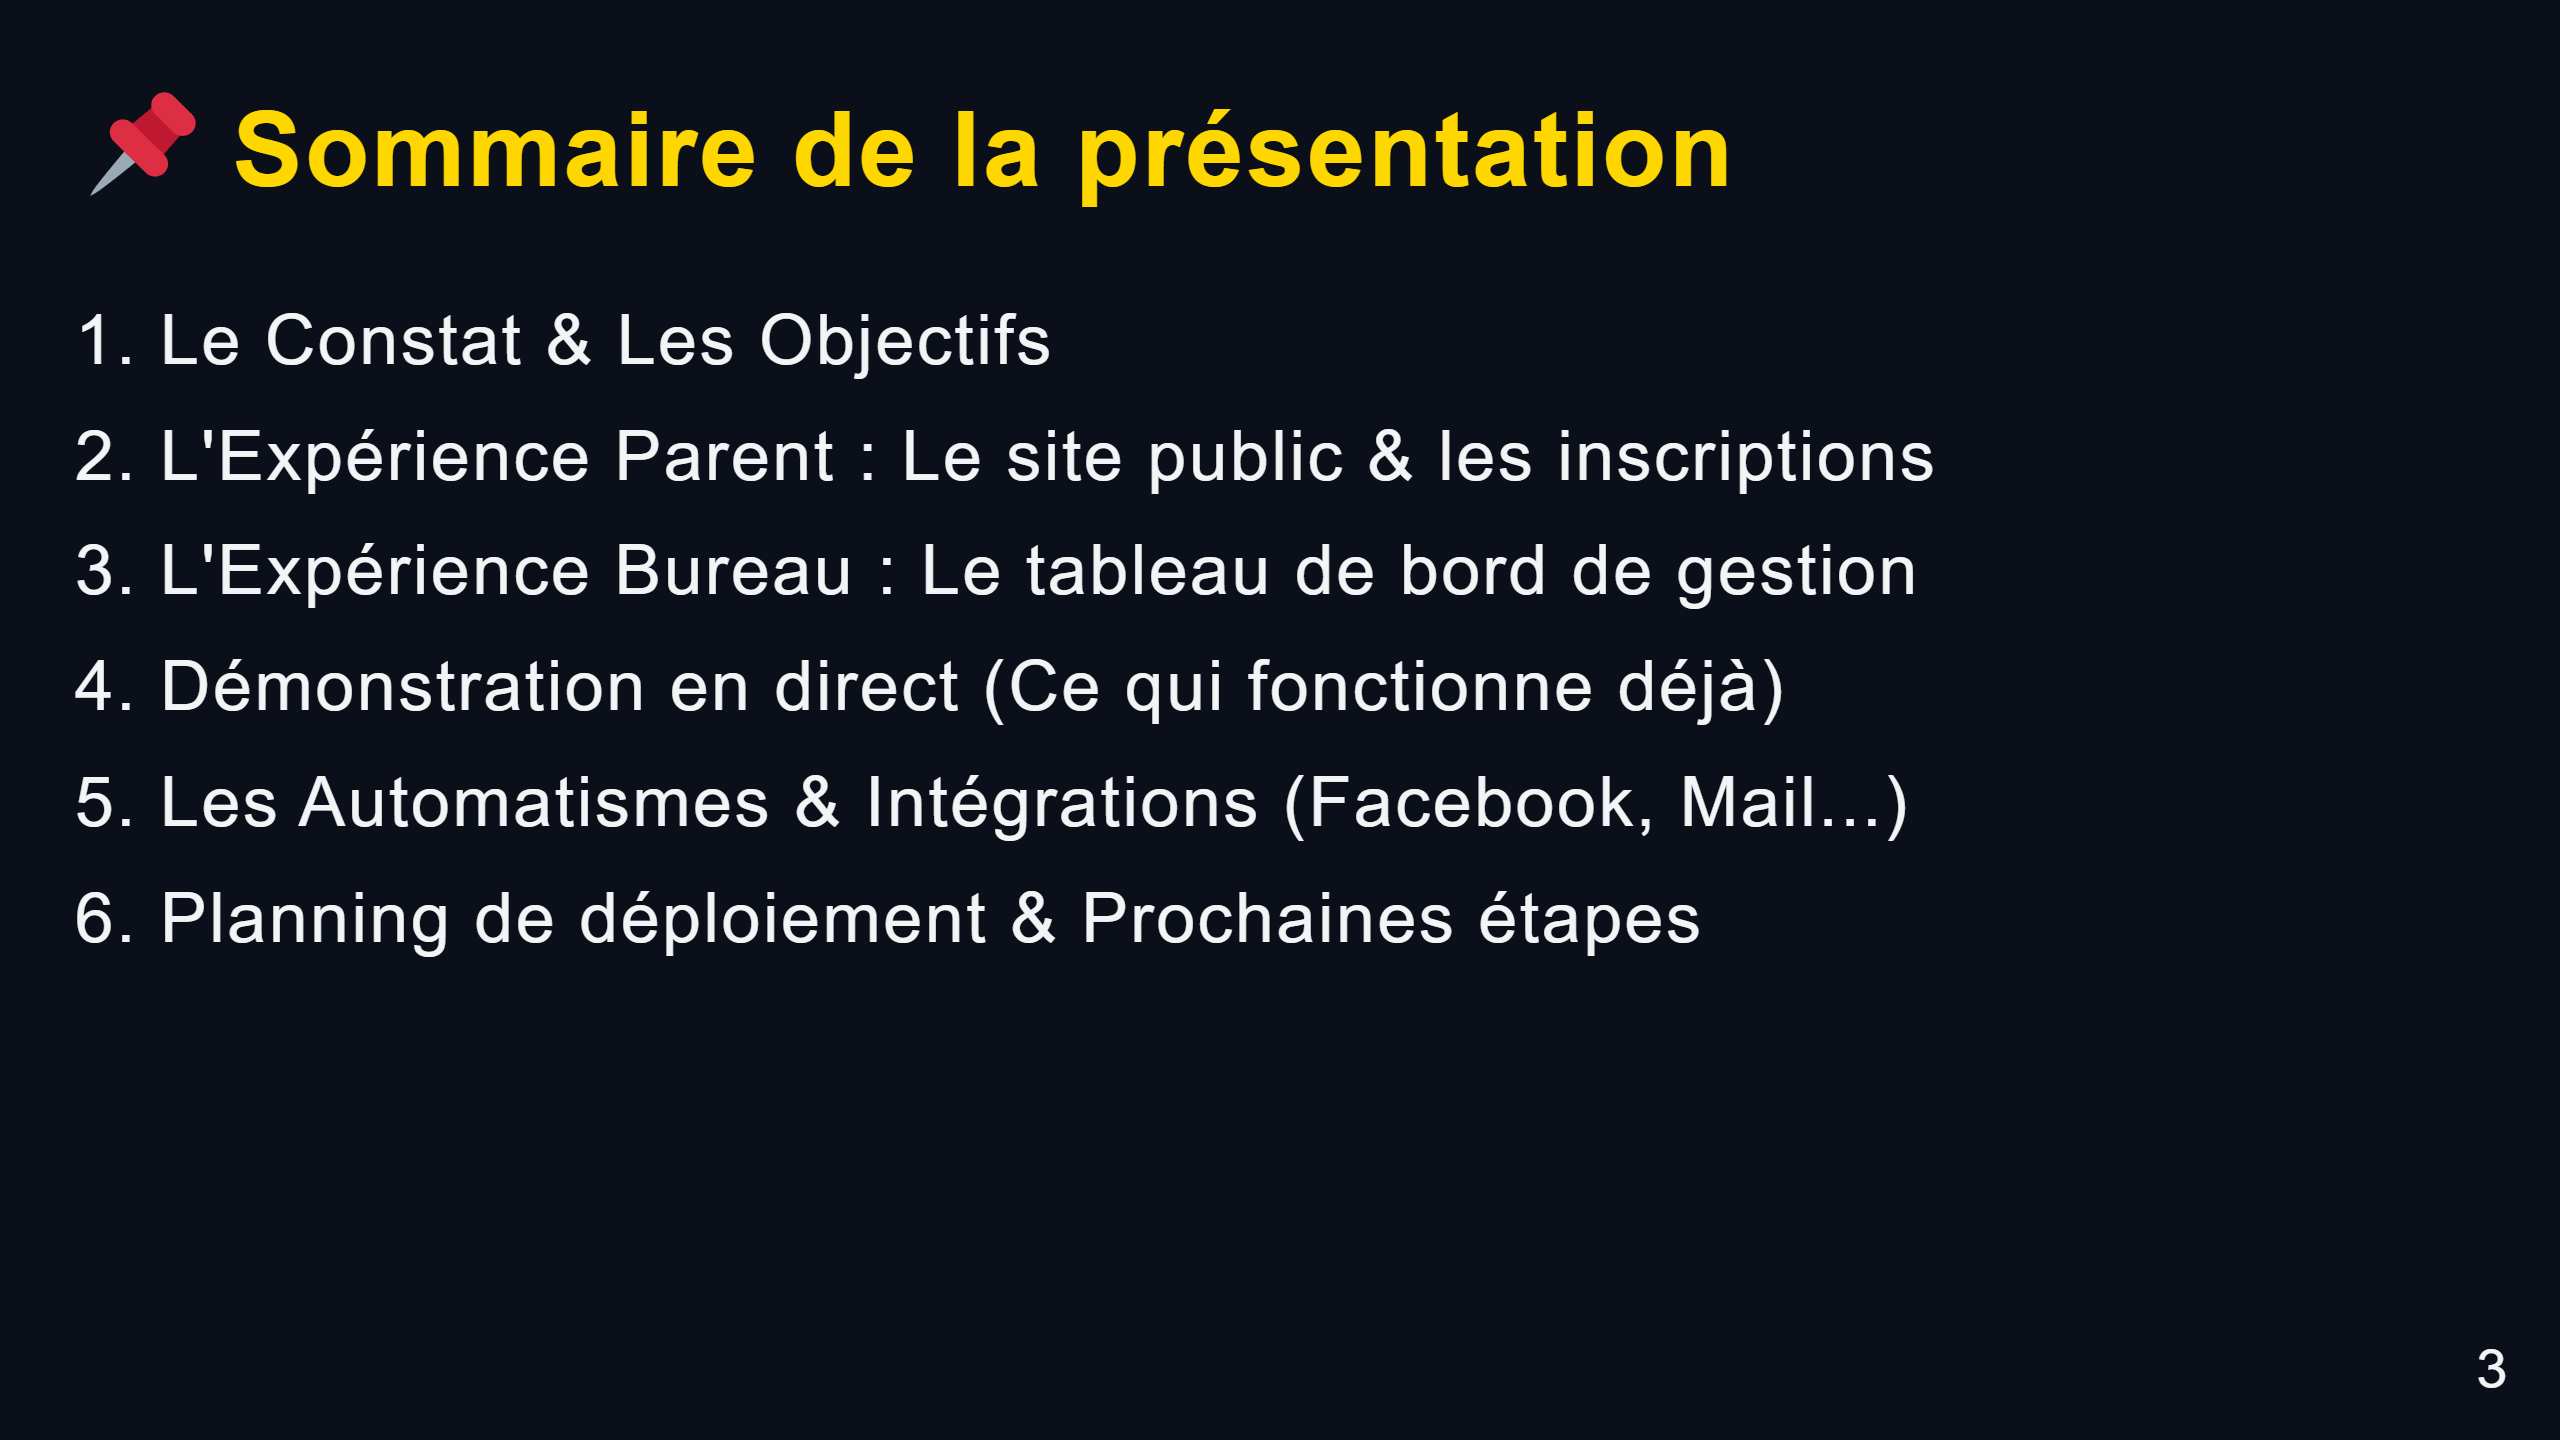 Sommaire de la présentation
1. Le Constat & Les Objectifs
2. L'Expérience Parent : Le site public & les inscriptions
3. L'Expérience Bureau : Le tableau de bord de gestion
4. Démonstration en direct (Ce qui fonctionne déjà)
5. Les Automatismes & Intégrations (Facebook, Mail...)
6. Planning de déploiement & Prochaines étapes
3